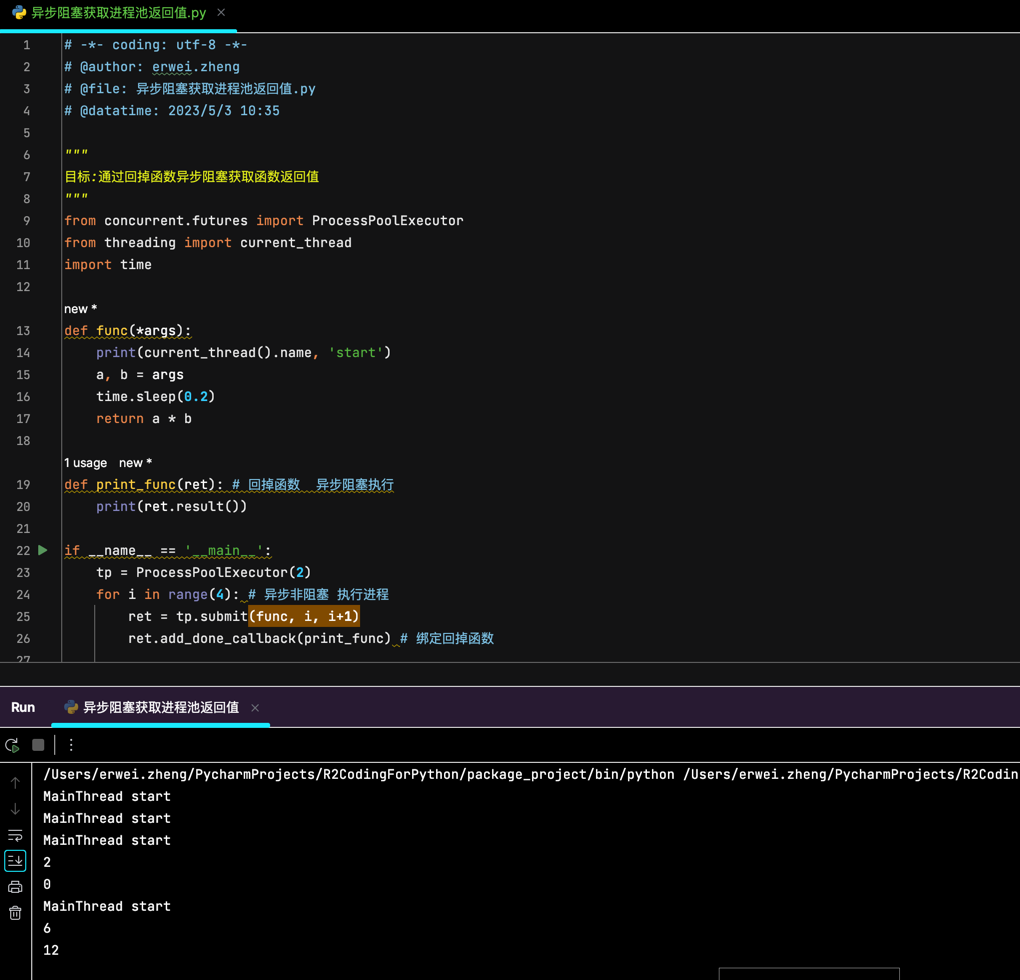 异步阻塞获取进程池返回值.py
1 # -*- coding: utf-8 -*-
2 # @author: erwei.zheng
3 # @file: 异步阻塞获取进程池返回值.py
4 # @datatime: 2023/5/3 10:35
5
6 """
7 目标:通过回掉函数异步阻塞获取函数返回值
8 """
9 from concurrent.futures import ProcessPoolExecutor
10 from threading import current_thread
11 import time
12
new *
13 def func(*args):
14     print(current_thread().name, 'start')
15     a, b = args
16     time.sleep(0.2)
17     return a * b
18
1 usage   new *
19 def print_func(ret): # 回掉函数  异步阻塞执行
20     print(ret.result())
21
22 if __name__ == '__main__':
23     tp = ProcessPoolExecutor(2)
24     for i in range(4): # 异步非阻塞 执行进程
25         ret = tp.submit(func, i, i+1)
26         ret.add_done_callback(print_func) # 绑定回掉函数
27
Run 异步阻塞获取进程池返回值
/Users/erwei.zheng/PycharmProjects/R2CodingForPython/package_project/bin/python /Users/erwei.zheng/PycharmProjects/R2Codin
MainThread start
MainThread start
MainThread start
2
0
MainThread start
6
12